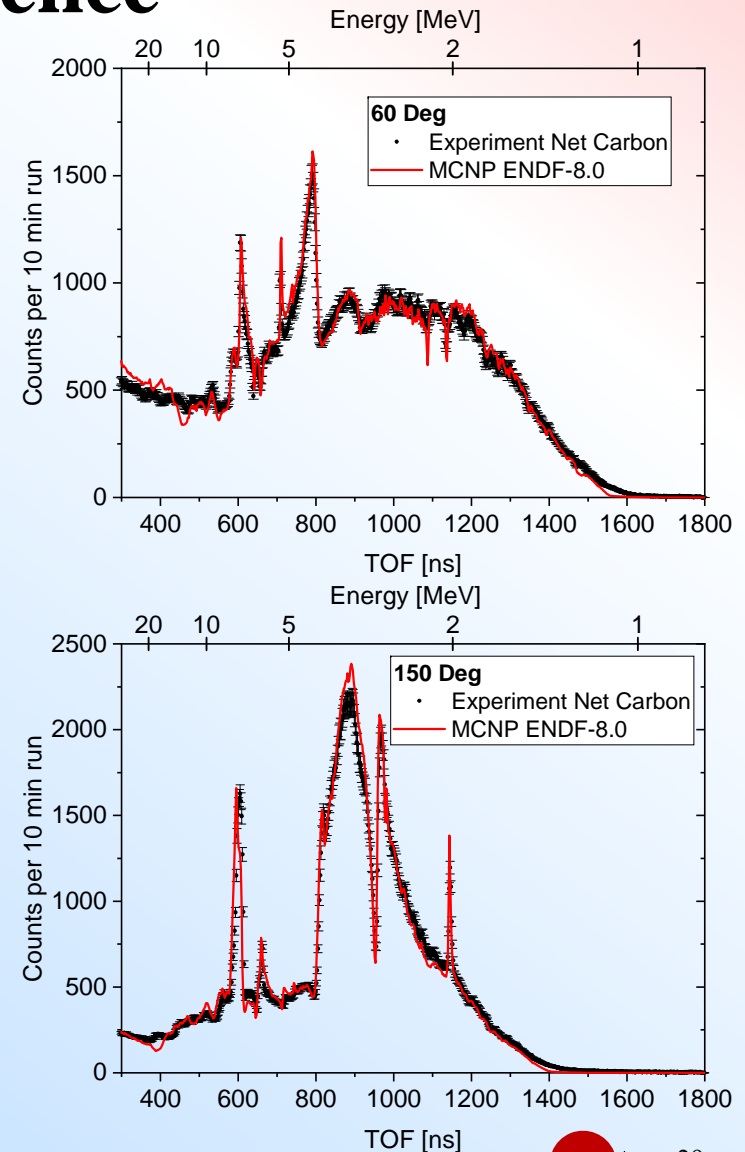 Energy [MeV]
20 10 5 2 1
2000
1500
1000
500
0
Counts per 10 min run
60 Deg
Experiment Net Carbon
MCNP ENDF-8.0
400 600 800 1000 1200 1400 1600 1800
TOF [ns]
Energy [MeV]
20 10 5 2 1
2500
2000
1500
1000
500
0
Counts per 10 min run
150 Deg
Experiment Net Carbon
MCNP ENDF-8.0
400 600 800 1000 1200 1400 1600 1800
TOF [ns]